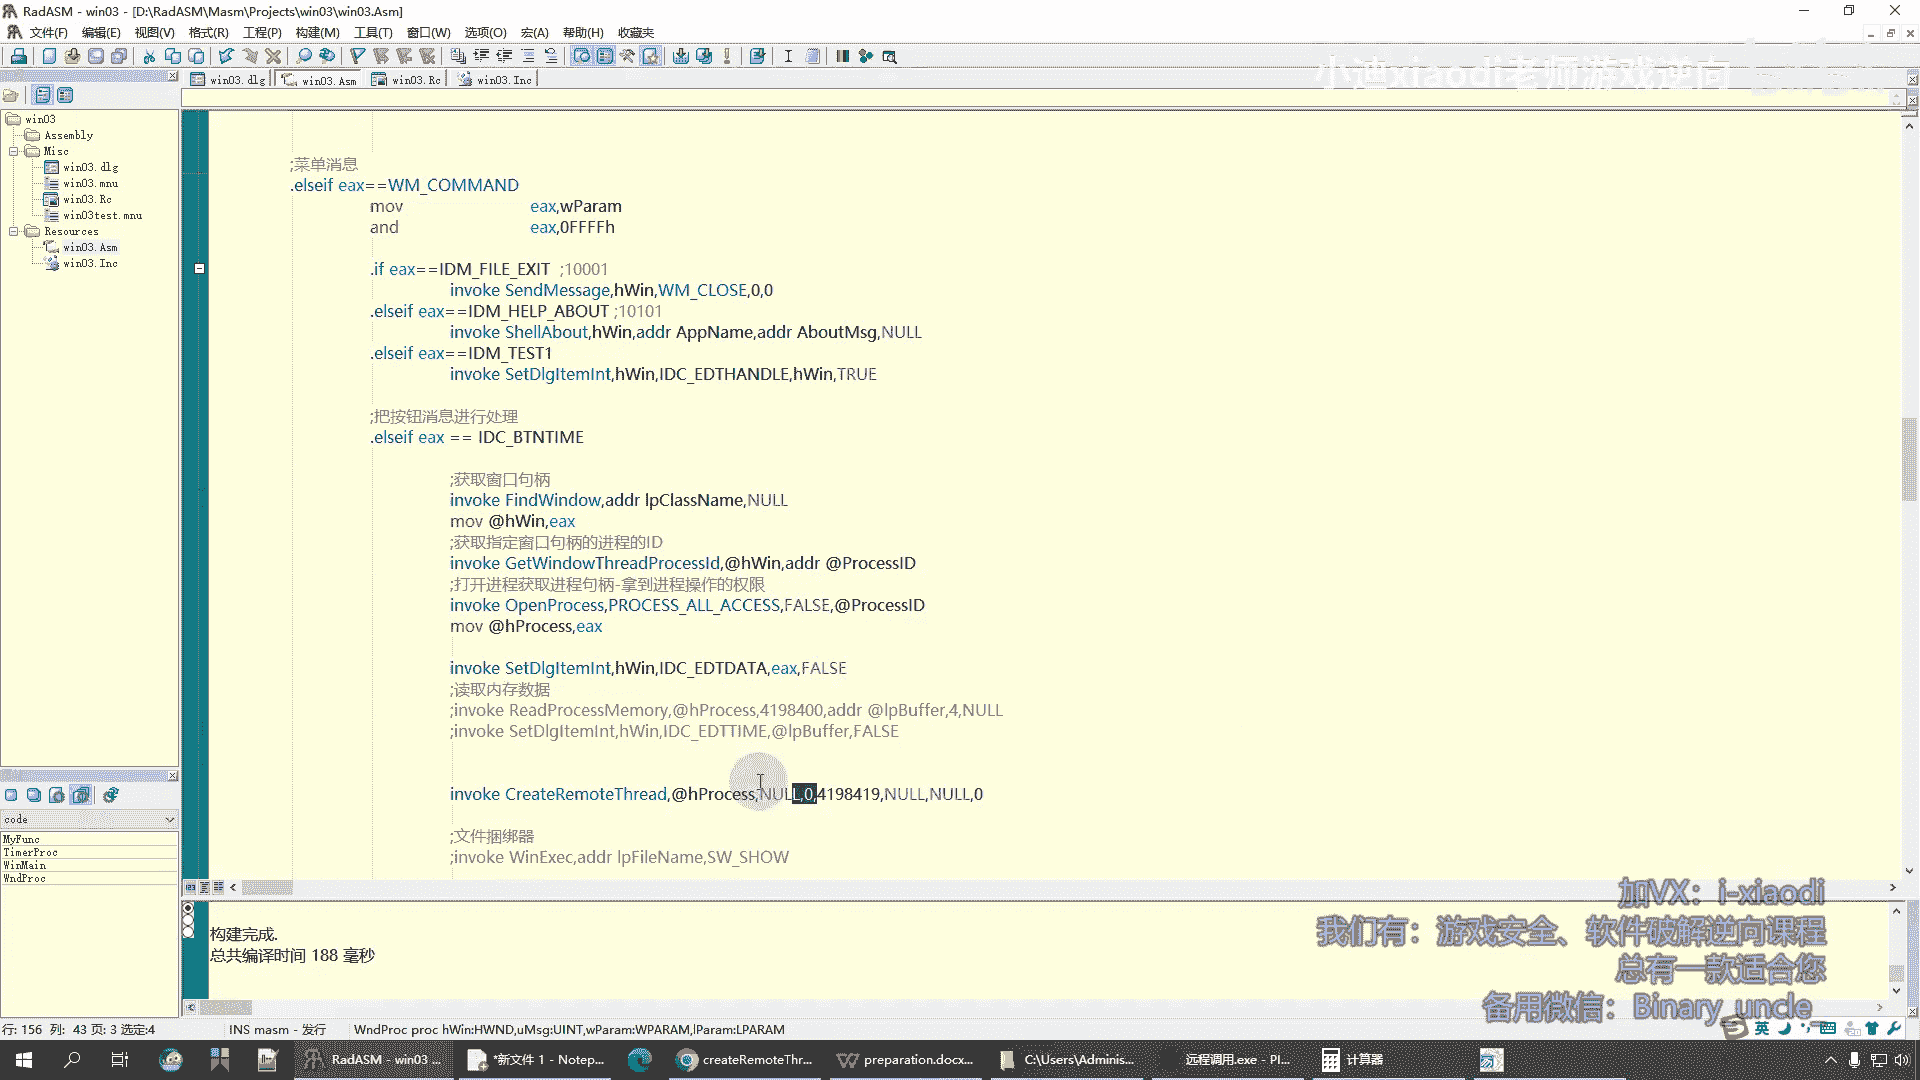 RadASM - win03 - [D:\RadASM\Masm\Projects\win03\win03.Asm]
文件(F) 编辑(E) 视图(V) 格式(R) 工程(P) 构建(M) 工具(T) 窗口(W) 选项(O) 宏(A) 帮助(H) 收藏夹
小迪xiaodi老师游戏逆向
win03.dlg win03.Asm win03.Rc win03.Inc
win03
Assembly
Misc
win03.dlg
win03.mnu
win03.Rc
win03test.mnu
Resources
win03.Asm
win03.Inc
;菜单消息
.elseif eax==WM_COMMAND
mov eax,wParam
and eax,0FFFFh
.if eax==IDM_FILE_EXIT ;10001
invoke SendMessage,hWin,WM_CLOSE,0,0
.elseif eax==IDM_HELP_ABOUT ;10101
invoke ShellAbout,hWin,addr AppName,addr AboutMsg,NULL
.elseif eax==IDM_TEST1
invoke SetDlgItemInt,hWin,IDC_EDTHANDLE,hWin,TRUE
;把按钮消息进行处理
.elseif eax == IDC_BTNTIME
;获取窗口句柄
invoke FindWindow,addr lpClassName,NULL
mov @hWin,eax
;获取指定窗口句柄的进程的ID
invoke GetWindowThreadProcessId,@hWin,addr @ProcessID
;打开进程获取进程句柄-拿到进程操作的权限
invoke OpenProcess,PROCESS_ALL_ACCESS,FALSE,@ProcessID
mov @hProcess,eax
invoke SetDlgItemInt,hWin,IDC_EDTDATA,eax,FALSE
;读取内存数据
;invoke ReadProcessMemory,@hProcess,4198400,addr @lpBuffer,4,NULL
;invoke SetDlgItemInt,hWin,IDC_EDTTIME,@lpBuffer,FALSE
invoke CreateRemoteThread,@hProcess,NULL,0,4198419,NULL,NULL,0
;文件捆绑器
;invoke WinExec,addr lpFileName,SW_SHOW
code
MyFunc
TimerProc
WinMain
WndProc
构建完成.
总共编译时间 188 毫秒
加VX：i-xiaodi
我们有：游戏安全、软件破解逆向课程
总有一款适合您
备用微信：Binary_uncle
行: 156 列: 43 页: 3 选定:4 INS masm - 发行 WndProc proc hWin:HWND,uMsg:UINT,wParam:WPARAM,lParam:LPARAM
英
RadASM - win03 ... *新文件 1 - Notep... createRemoteThr... preparation.docx... C:\Users\Adminis... 远程调用.exe - PI... 计算器